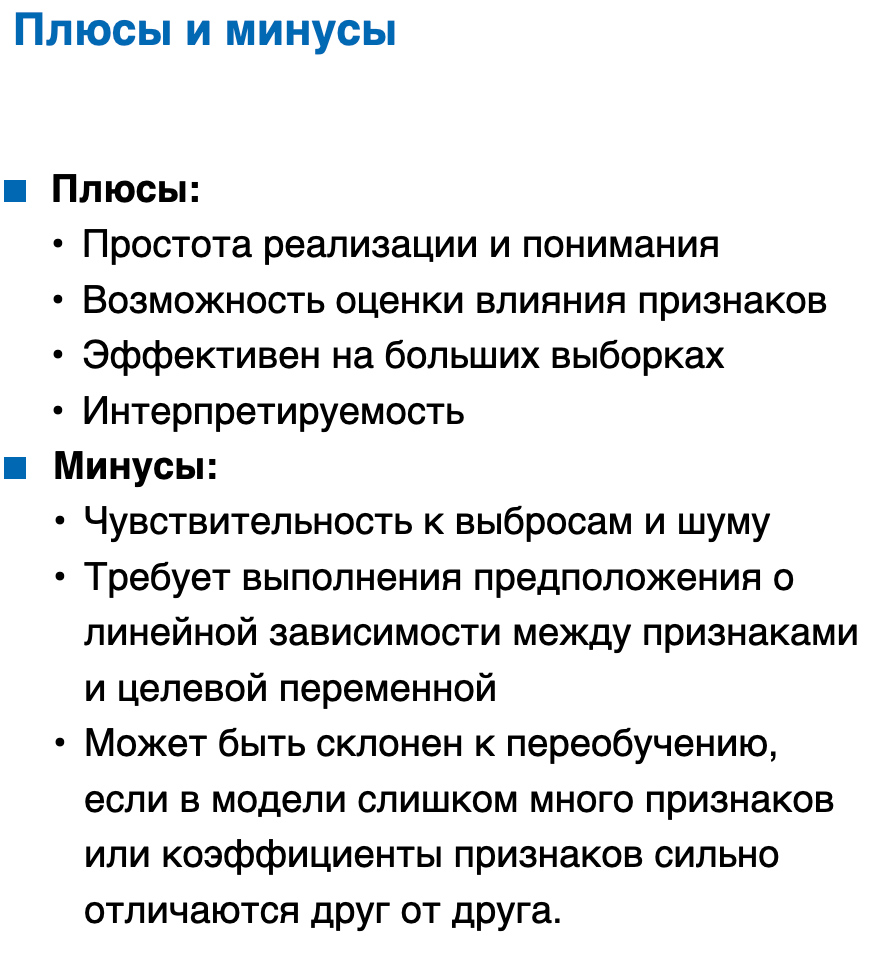 Плюсы и минусы
Плюсы:
• Простота реализации и понимания
• Возможность оценки влияния признаков
• Эффективен на больших выборках
• Интерпретируемость
Минусы:
• Чувствительность к выбросам и шуму
• Требует выполнения предположения о
линейной зависимости между признаками
и целевой переменной
• Может быть склонен к переобучению,
если в модели слишком много признаков
или коэффициенты признаков сильно
отличаются друг от друга.